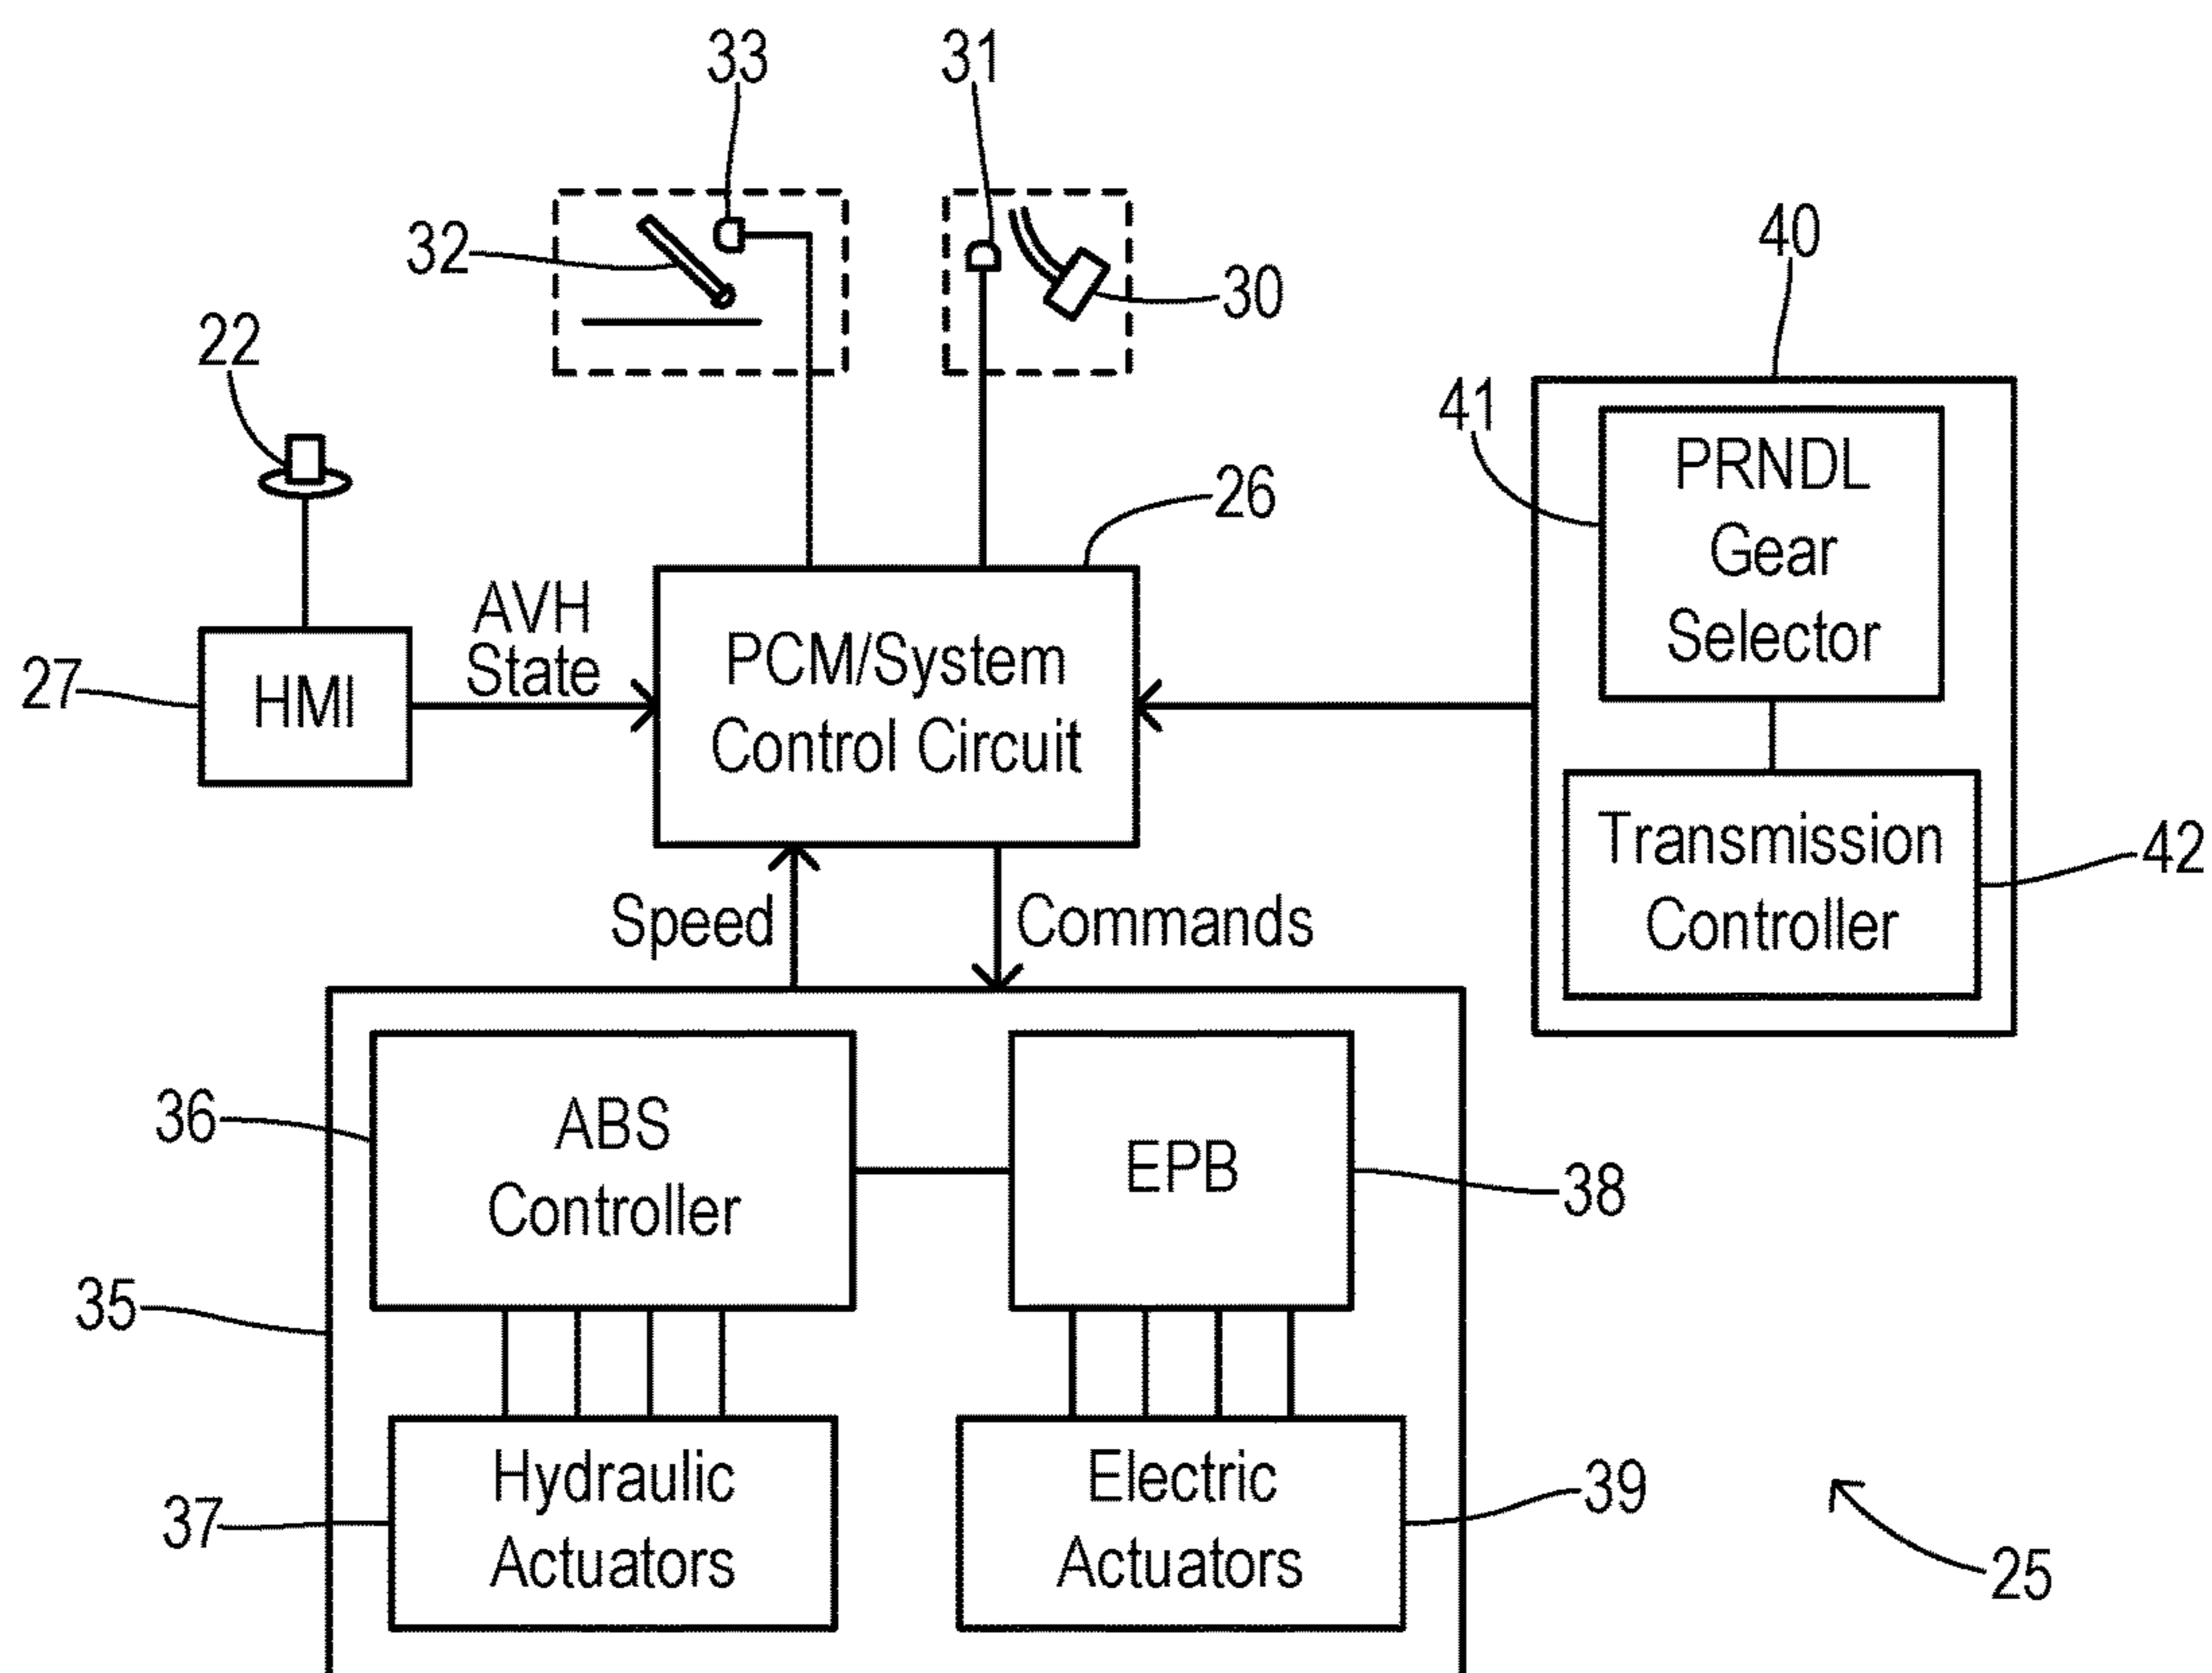 33
31
32
30
40
22
41
PRNDL
Gear
Selector
26
AVH
State
PCM/System
Control Circuit
27
HMI
Transmission
Controller
42
Speed
Commands
36
ABS
Controller
EPB
38
35
Hydraulic
Actuators
37
Electric
Actuators
39
25